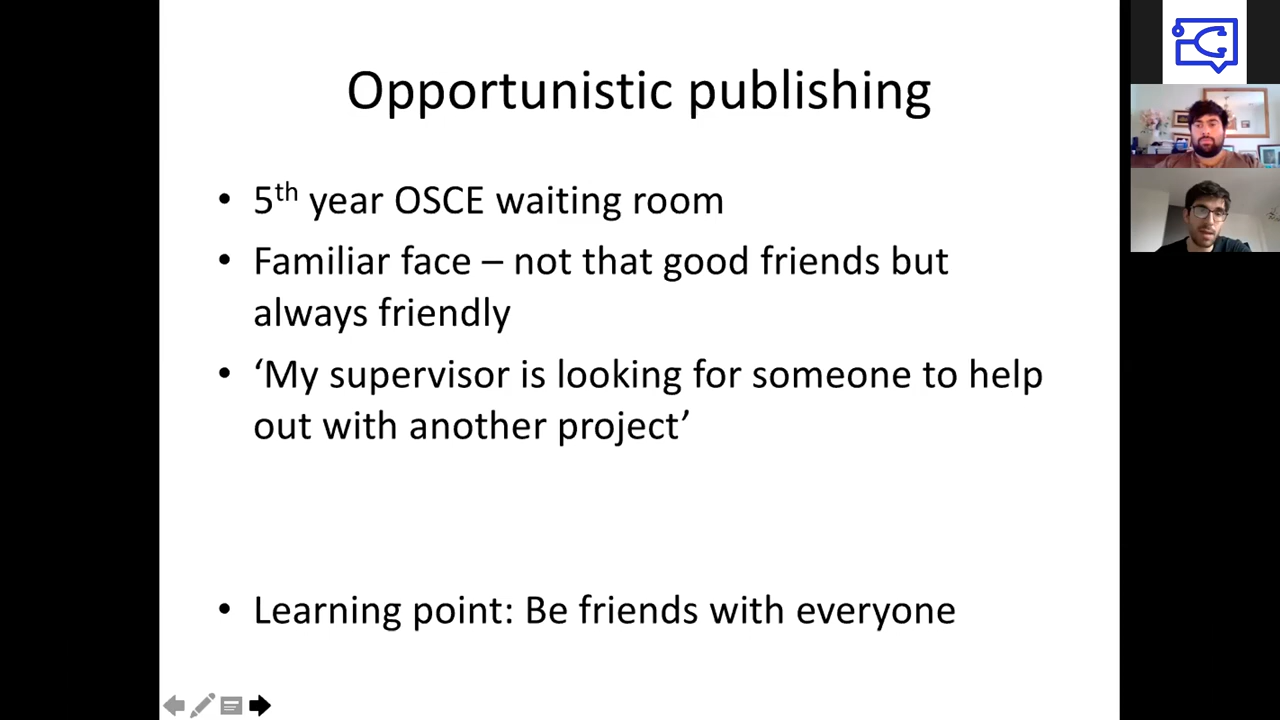 Opportunistic publishing
• 5th year OSCE waiting room
• Familiar face – not that good friends but
always friendly
• ‘My supervisor is looking for someone to help
out with another project’
• Learning point: Be friends with everyone